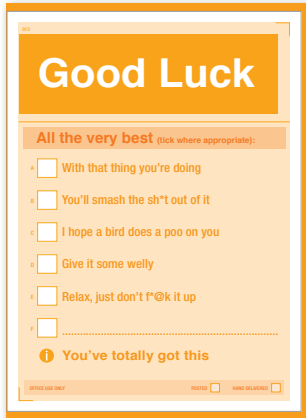 Good Luck
All the very best (tick where appropriate):
A With that thing you're doing
B You'll smash the sh*t out of it
C I hope a bird does a poo on you
D Give it some welly
E Relax, just don't f*@k it up
F ..........................................................................
i You've totally got this
OFFICE USE ONLY POSTED HAND DELIVERED